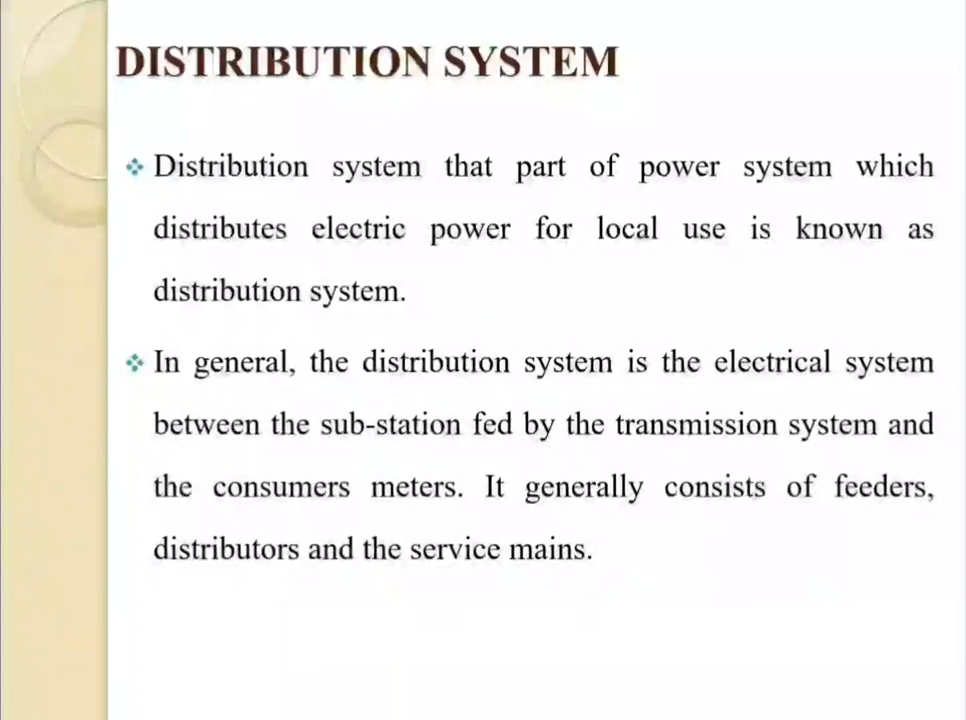 DISTRIBUTION SYSTEM
Distribution system that part of power system which
distributes electric power for local use is known as
distribution system.
In general, the distribution system is the electrical system
between the sub-station fed by the transmission system and
the consumers meters. It generally consists of feeders,
distributors and the service mains.